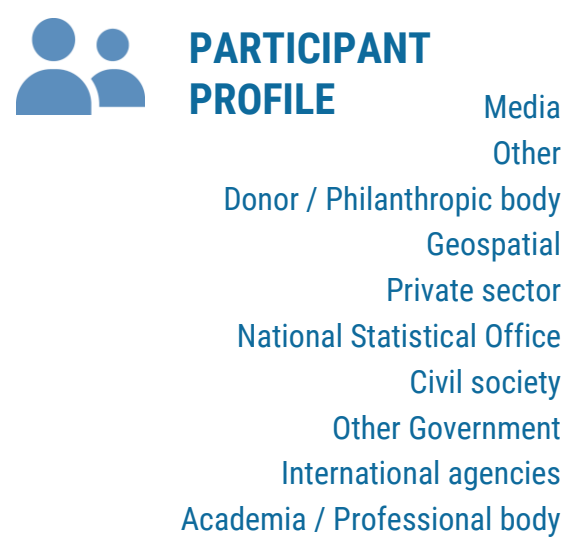 PARTICIPANT
PROFILE
Media
Other
Donor / Philanthropic body
Geospatial
Private sector
National Statistical Office
Civil society
Other Government
International agencies
Academia / Professional body